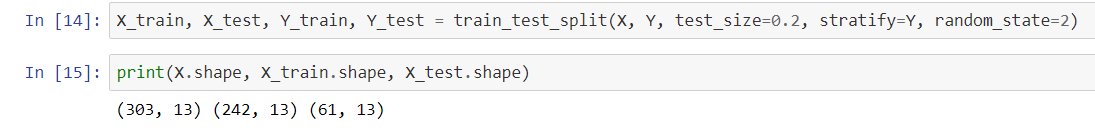 In [14]: X_train, X_test, Y_train, Y_test = train_test_split(X, Y, test_size=0.2, stratify=Y, random_state=2)
In [15]: print(X.shape, X_train.shape, X_test.shape)
(303, 13) (242, 13) (61, 13)